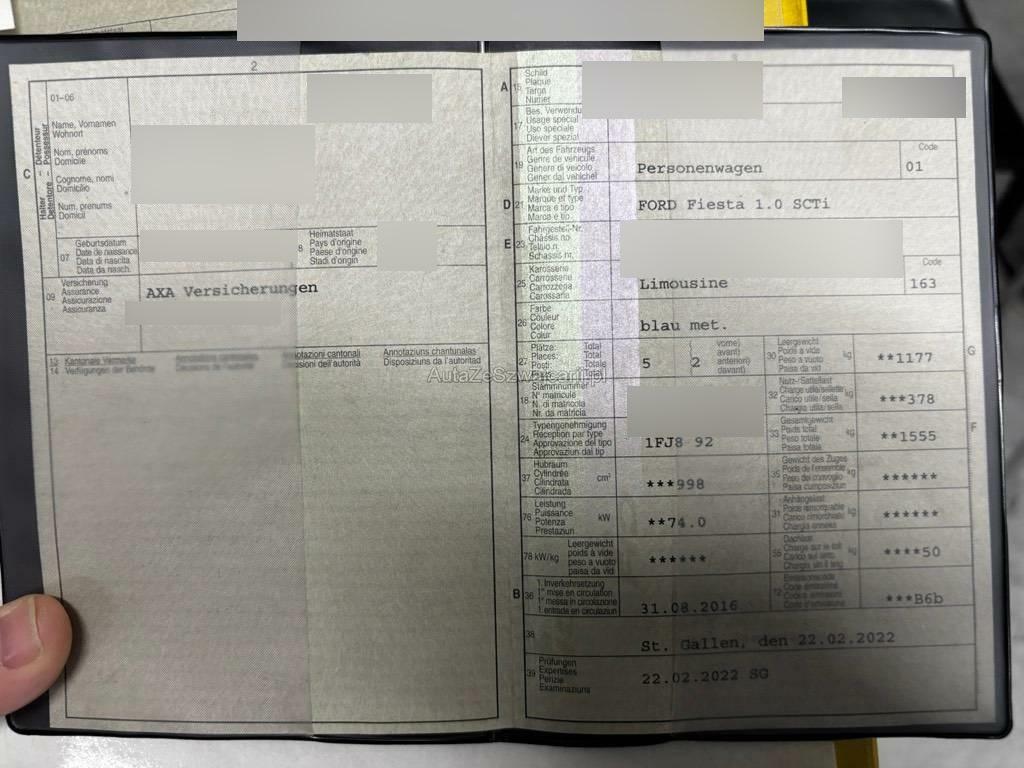 2
01–06
Name, Vornamen
Wohnort
Nom, prénoms
Domicile
Cognome, nomi
Domicilio
Num, prenums
Domicil
C
Halter – Détenteur
Detentore – Possessur
07
Geburtsdatum
Date de naissance
Data di nascita
Data da nasch.
8
Heimatstaat
Pays d'origine
Paese d'origine
Stadi d'origin
09
Versicherung
Assurance
Assicurazione
Assicuranza
AXA Versicherungen
13
14
Kantonale Vermerke
Verfügungen der Behörde
Annotazioni cantonali
Decisioni dell'autorità
Annotaziuns chantunalas
Disposiziuns da l'autoritad
A
15
Schild
Plaque
Targa
Numer
17
Bes. Verwendung
Usage spécial
Uso speciale
Diever spezial
19
Art des Fahrzeugs
Genre de véhicule
Genere di veicolo
Gener dal vehichel
Personenwagen
Code
01
D
21
Marke und Typ
Marque et type
Marca e tipo
Marca e tip
FORD Fiesta 1.0 SCTi
E
23
Fahrgestell-Nr.
Châssis no
Telaio n.
Schassis nr.
25
Karosserie
Carrosserie
Carrozzeria
Carossaria
Limousine
Code
163
26
Farbe
Couleur
Colore
Colur
blau met.
27
Plätze: Total
Places: Total
Posti: Totale
Total
5
2
vorne)
avant)
anteriori)
davant)
30
Leergewicht
Poids à vide
Peso a vuoto
Paisa da vid
kg
**1177
G
AutaZeSzwajcarii.pl
18
Stammnummer
N° matricule
N. di matricola
Nr. da matricla
32
Nutz-/Sattellast
Charge utile/sellette
Carico utile/sella
Chargia utila/sella
kg
***378
24
Typengenehmigung
Réception par type
Approvazione del tipo
Approvaziun dal tip
1FJ8 92
33
Gesamtgewicht
Poids total
Peso totale
Paisa totala
kg
**1555
F
37
Hubraum
Cylindrée
Cilindrata
Cilindrada
cm³
***998
35
Gewicht des Zuges
Poids de l'ensemble
Peso del convoglio
Paisa cumposiziun
kg
******
76
Leistung
Puissance
Potenza
Prestaziun
kW
**74.0
31
Anhängelast
Poids remorquable
Carico rimorchiabile
Chargia annexa
kg
******
78 kW/kg
Leergewicht
poids à vide
peso a vuoto
paisa da vid
******
55
Dachlast
Charge sur le toit
Carico sul tetto
Chargia sin il tetg
kg
****50
B
36
1. Inverkehrsetzung
1re mise en circulation
1a messa in circolazione
1. entrada en circulaziun
31.08.2016
72
Emissionscode
Code émissions
Codice emissioni
Code d'emissiuns
***B6b
38
St. Gallen, den 22.02.2022
39
Prüfungen
Expertises
Perizie
Examinaziuns
22.02.2022 SG